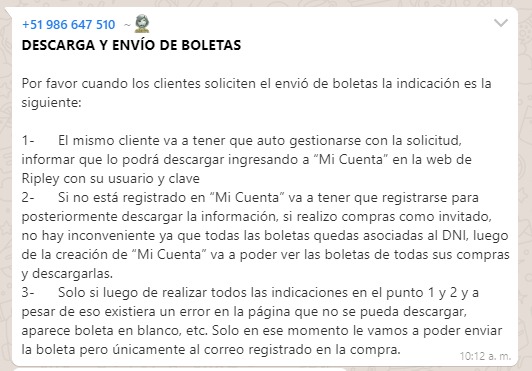 +51 986 647 510 ~
DESCARGA Y ENVÍO DE BOLETAS
Por favor cuando los clientes soliciten el envió de boletas la indicación es la
siguiente:
1- El mismo cliente va a tener que auto gestionarse con la solicitud,
informar que lo podrá descargar ingresando a “Mi Cuenta” en la web de
Ripley con su usuario y clave
2- Si no está registrado en “Mi Cuenta” va a tener que registrarse para
posteriormente descargar la información, si realizo compras como invitado,
no hay inconveniente ya que todas las boletas quedas asociadas al DNI, luego
de la creación de “Mi Cuenta” va a poder ver las boletas de todas sus compras
y descargarlas.
3- Solo si luego de realizar todos las indicaciones en el punto 1 y 2 y a
pesar de eso existiera un error en la página que no se pueda descargar,
aparece boleta en blanco, etc. Solo en ese momento le vamos a poder enviar
la boleta pero únicamente al correo registrado en la compra.
10:12 a. m.